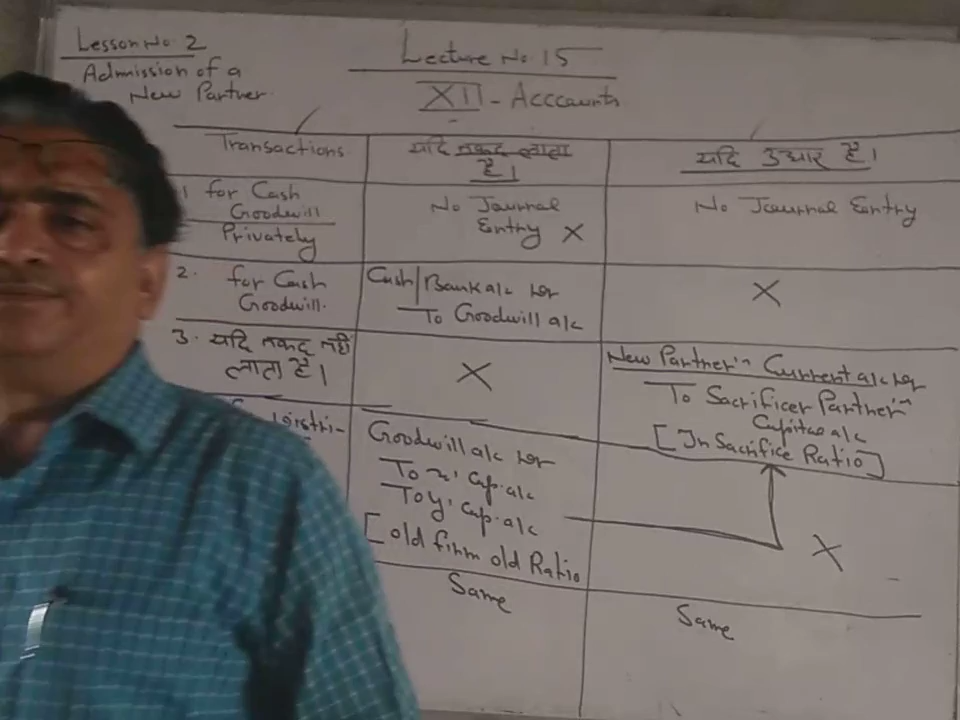 Lesson No. 2
Admission of a
New Partner.
Lecture No. 15
XII - Acccaunts
Transactions.
यदि नकद लाता
है।
यदि उधार है।
1 for Cash
Goodwill
Privately
No Journal
Entry X
No Journal Entry
2. for Cash
Goodwill.
Cash/Bank a/c Dr
To Goodwill a/c
X
3. यदि नकद नहीं
लाता है।
X
New Partner's Current a/c Dr
To Sacrificer Partner's
Capital a/c
[In Sacrifice Ratio]
Goodwill a/c Dr
To x' Cap. a/c
To y' Cap. a/c
[old firm old Ratio
X
Same
Same